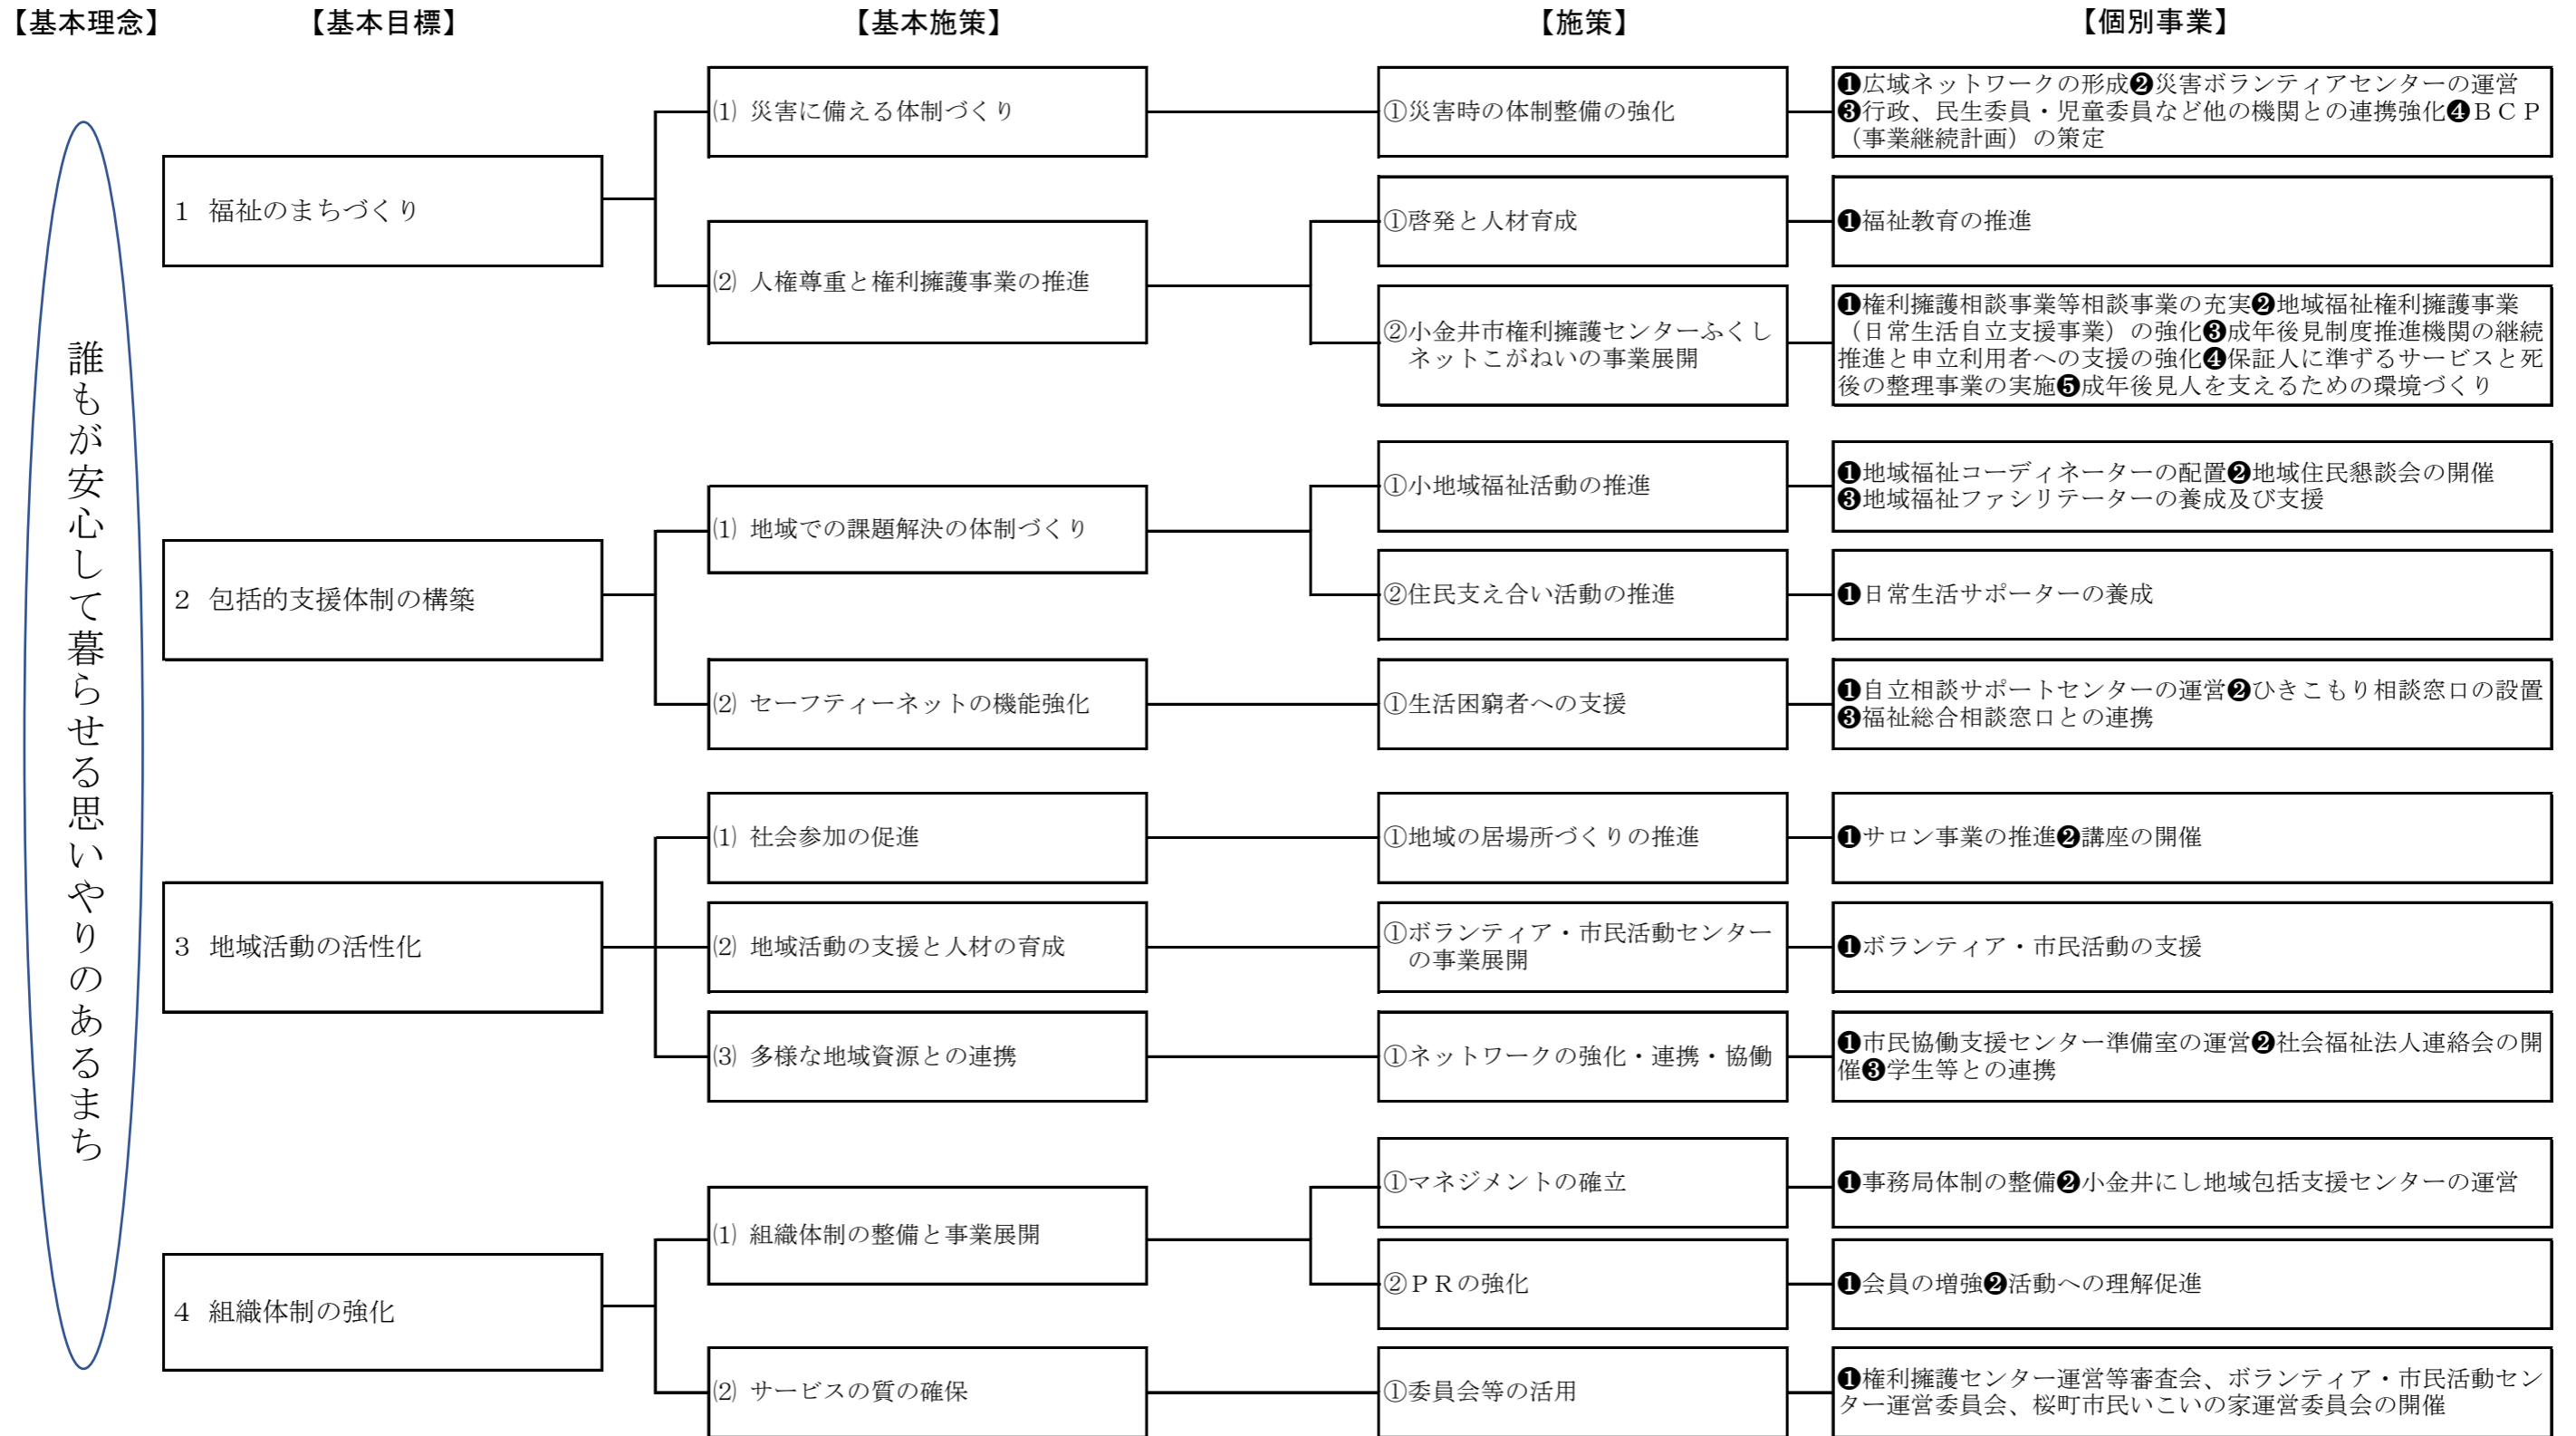 【基本理念】 【基本目標】 【基本施策】 【施策】 【個別事業】
誰もが安心して暮らせる思いやりのあるまち
1 福祉のまちづくり
⑴ 災害に備える体制づくり
①災害時の体制整備の強化
❶広域ネットワークの形成❷災害ボランティアセンターの運営
❸行政、民生委員・児童委員など他の機関との連携強化❹ＢＣＰ
（事業継続計画）の策定
⑵ 人権尊重と権利擁護事業の推進
①啓発と人材育成
❶福祉教育の推進
②小金井市権利擁護センターふくし
ネットこがねいの事業展開
❶権利擁護相談事業等相談事業の充実❷地域福祉権利擁護事業
（日常生活自立支援事業）の強化❸成年後見制度推進機関の継続
推進と申立利用者への支援の強化❹保証人に準ずるサービスと死
後の整理事業の実施❺成年後見人を支えるための環境づくり
2 包括的支援体制の構築
⑴ 地域での課題解決の体制づくり
①小地域福祉活動の推進
❶地域福祉コーディネーターの配置❷地域住民懇談会の開催
❸地域福祉ファシリテーターの養成及び支援
②住民支え合い活動の推進
❶日常生活サポーターの養成
⑵ セーフティーネットの機能強化
①生活困窮者への支援
❶自立相談サポートセンターの運営❷ひきこもり相談窓口の設置
❸福祉総合相談窓口との連携
3 地域活動の活性化
⑴ 社会参加の促進
①地域の居場所づくりの推進
❶サロン事業の推進❷講座の開催
⑵ 地域活動の支援と人材の育成
①ボランティア・市民活動センター
の事業展開
❶ボランティア・市民活動の支援
⑶ 多様な地域資源との連携
①ネットワークの強化・連携・協働
❶市民協働支援センター準備室の運営❷社会福祉法人連絡会の開
催❸学生等との連携
4 組織体制の強化
⑴ 組織体制の整備と事業展開
①マネジメントの確立
❶事務局体制の整備❷小金井にし地域包括支援センターの運営
②ＰＲの強化
❶会員の増強❷活動への理解促進
⑵ サービスの質の確保
①委員会等の活用
❶権利擁護センター運営等審査会、ボランティア・市民活動セン
ター運営委員会、桜町市民いこいの家運営委員会の開催